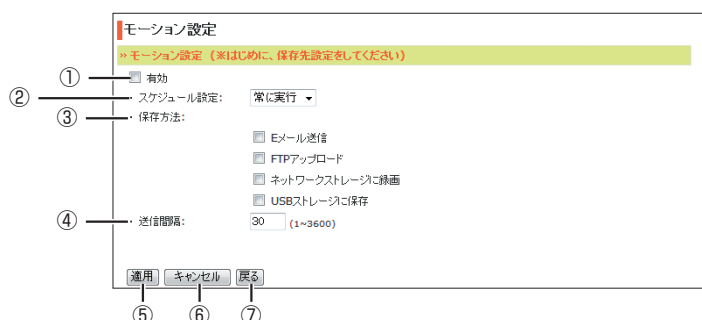 モーション設定
» モーション設定 (※はじめに、保存先設定をしてください)
① 有効
② ・スケジュール設定: 常に実行
③ ・保存方法:
Eメール送信
FTPアップロード
ネットワークストレージに録画
USBストレージに保存
④ ・送信間隔: 30 (1~3600)
適用 キャンセル 戻る
⑤ ⑥ ⑦